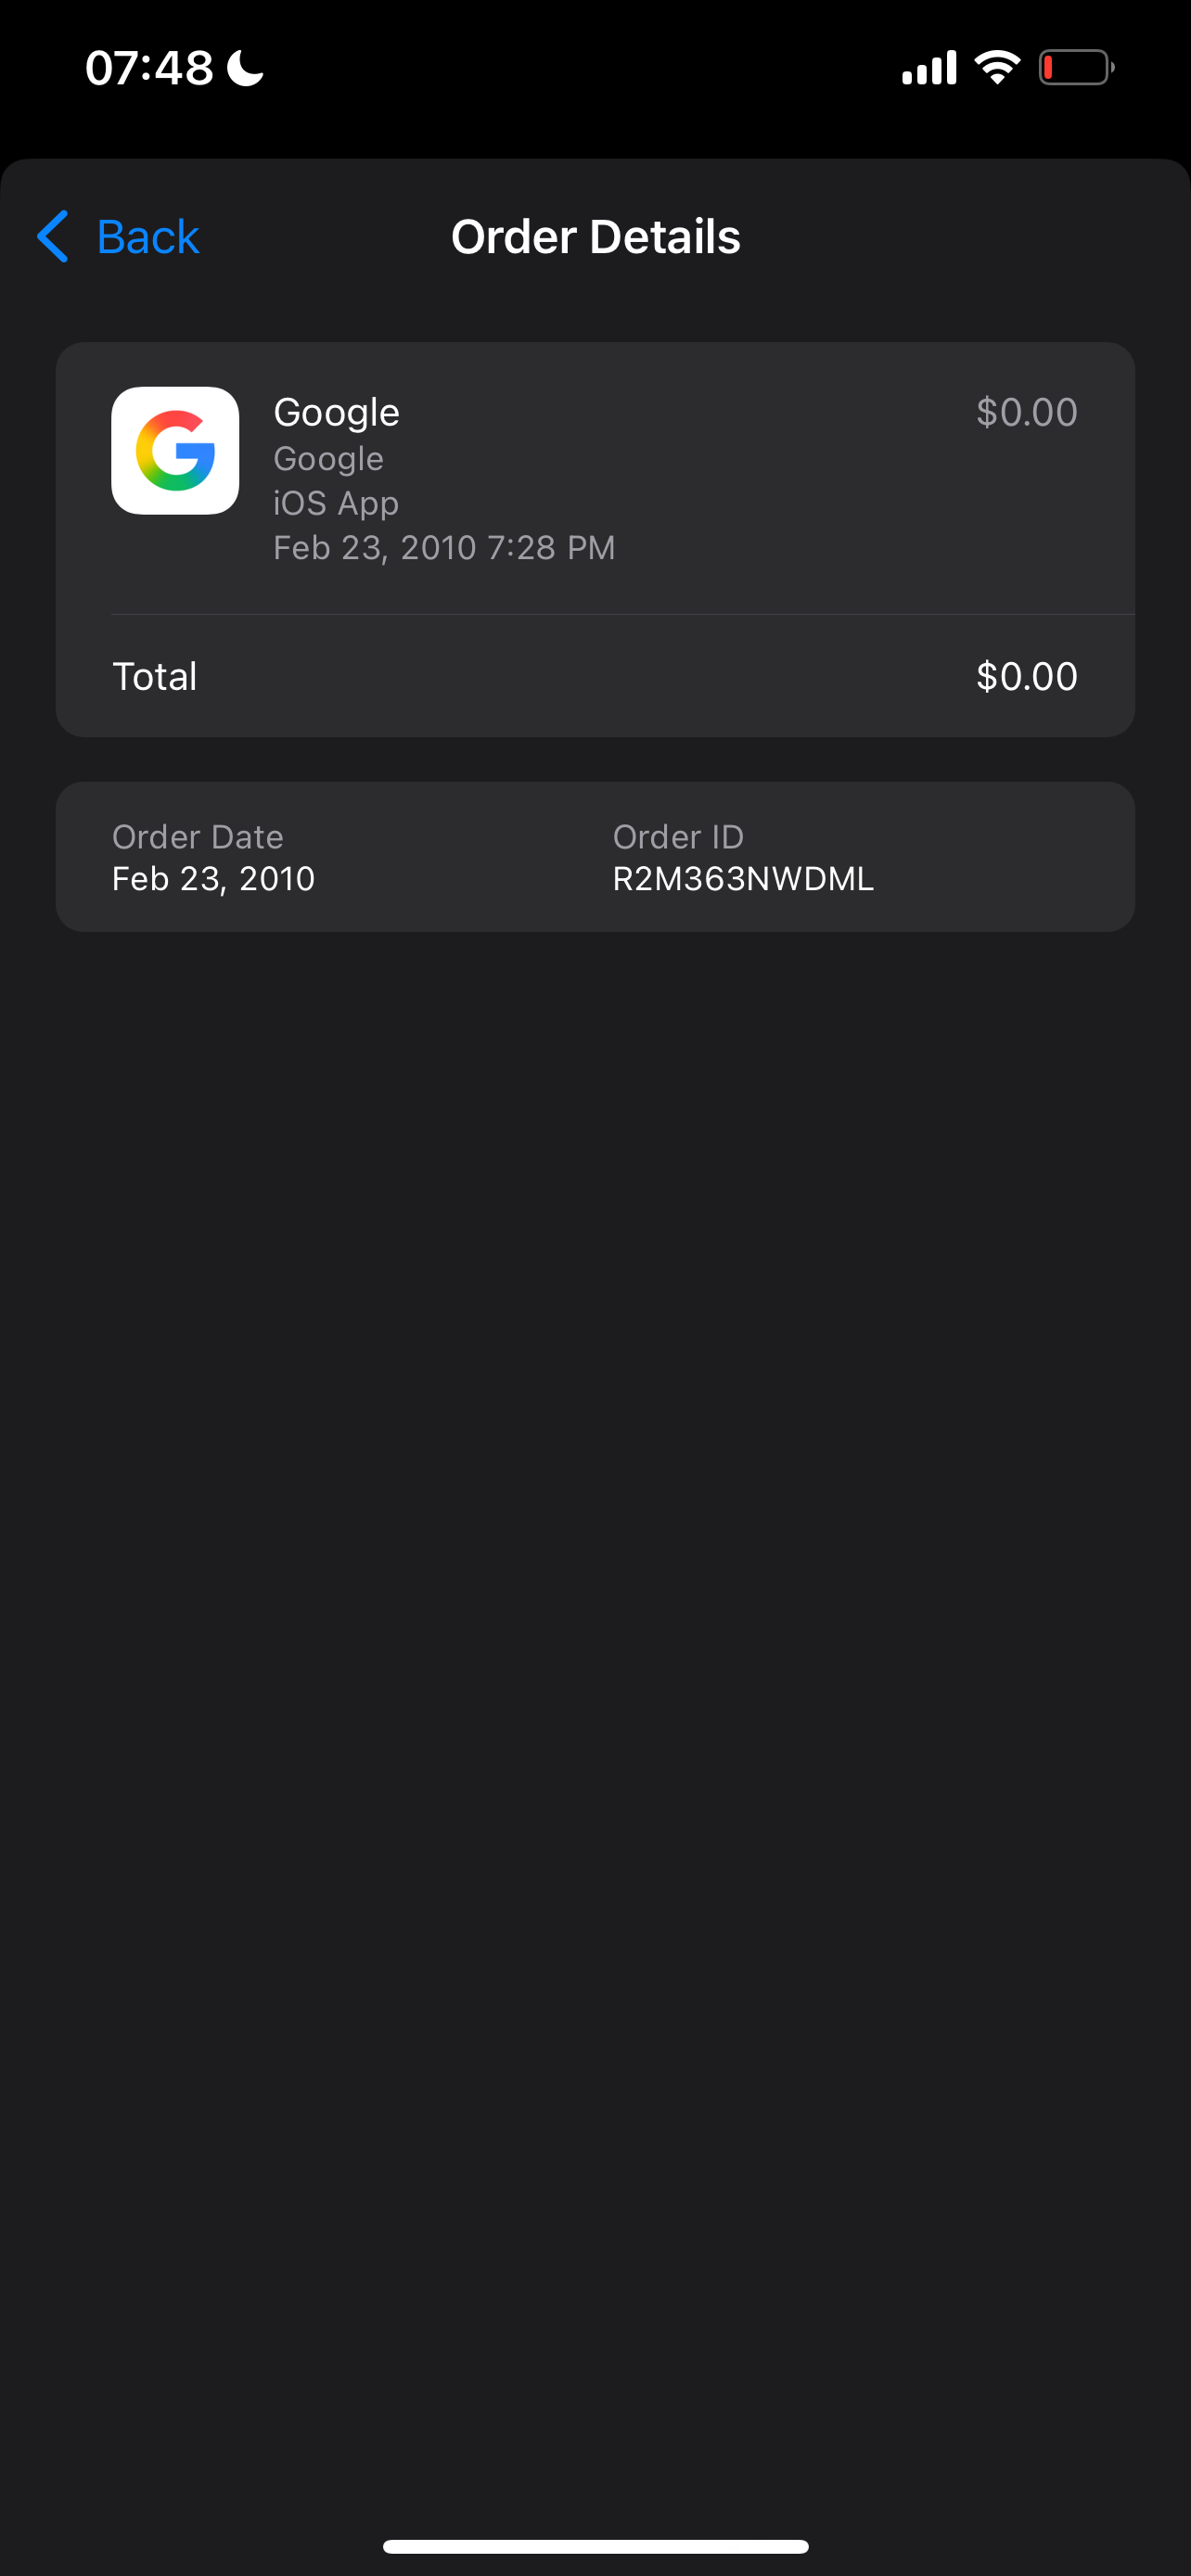 07:48
Back
Order Details
Google
$0.00
Google
iOS App
Feb 23, 2010 7:28 PM
Total
$0.00
Order Date
Order ID
Feb 23, 2010
R2M363NWDML